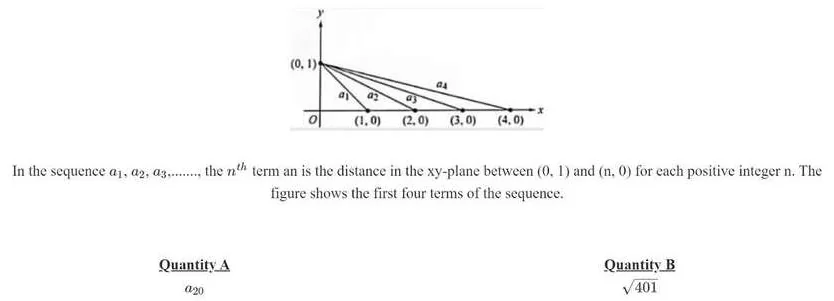 y
(0, 1)
a₄
a₁ a₂ a₃
x
O (1, 0) (2, 0) (3, 0) (4, 0)
In the sequence a₁, a₂, a₃,......., the nᵗʰ term an is the distance in the xy-plane between (0, 1) and (n, 0) for each positive integer n. The
figure shows the first four terms of the sequence.
Quantity A Quantity B
a₂₀ √401